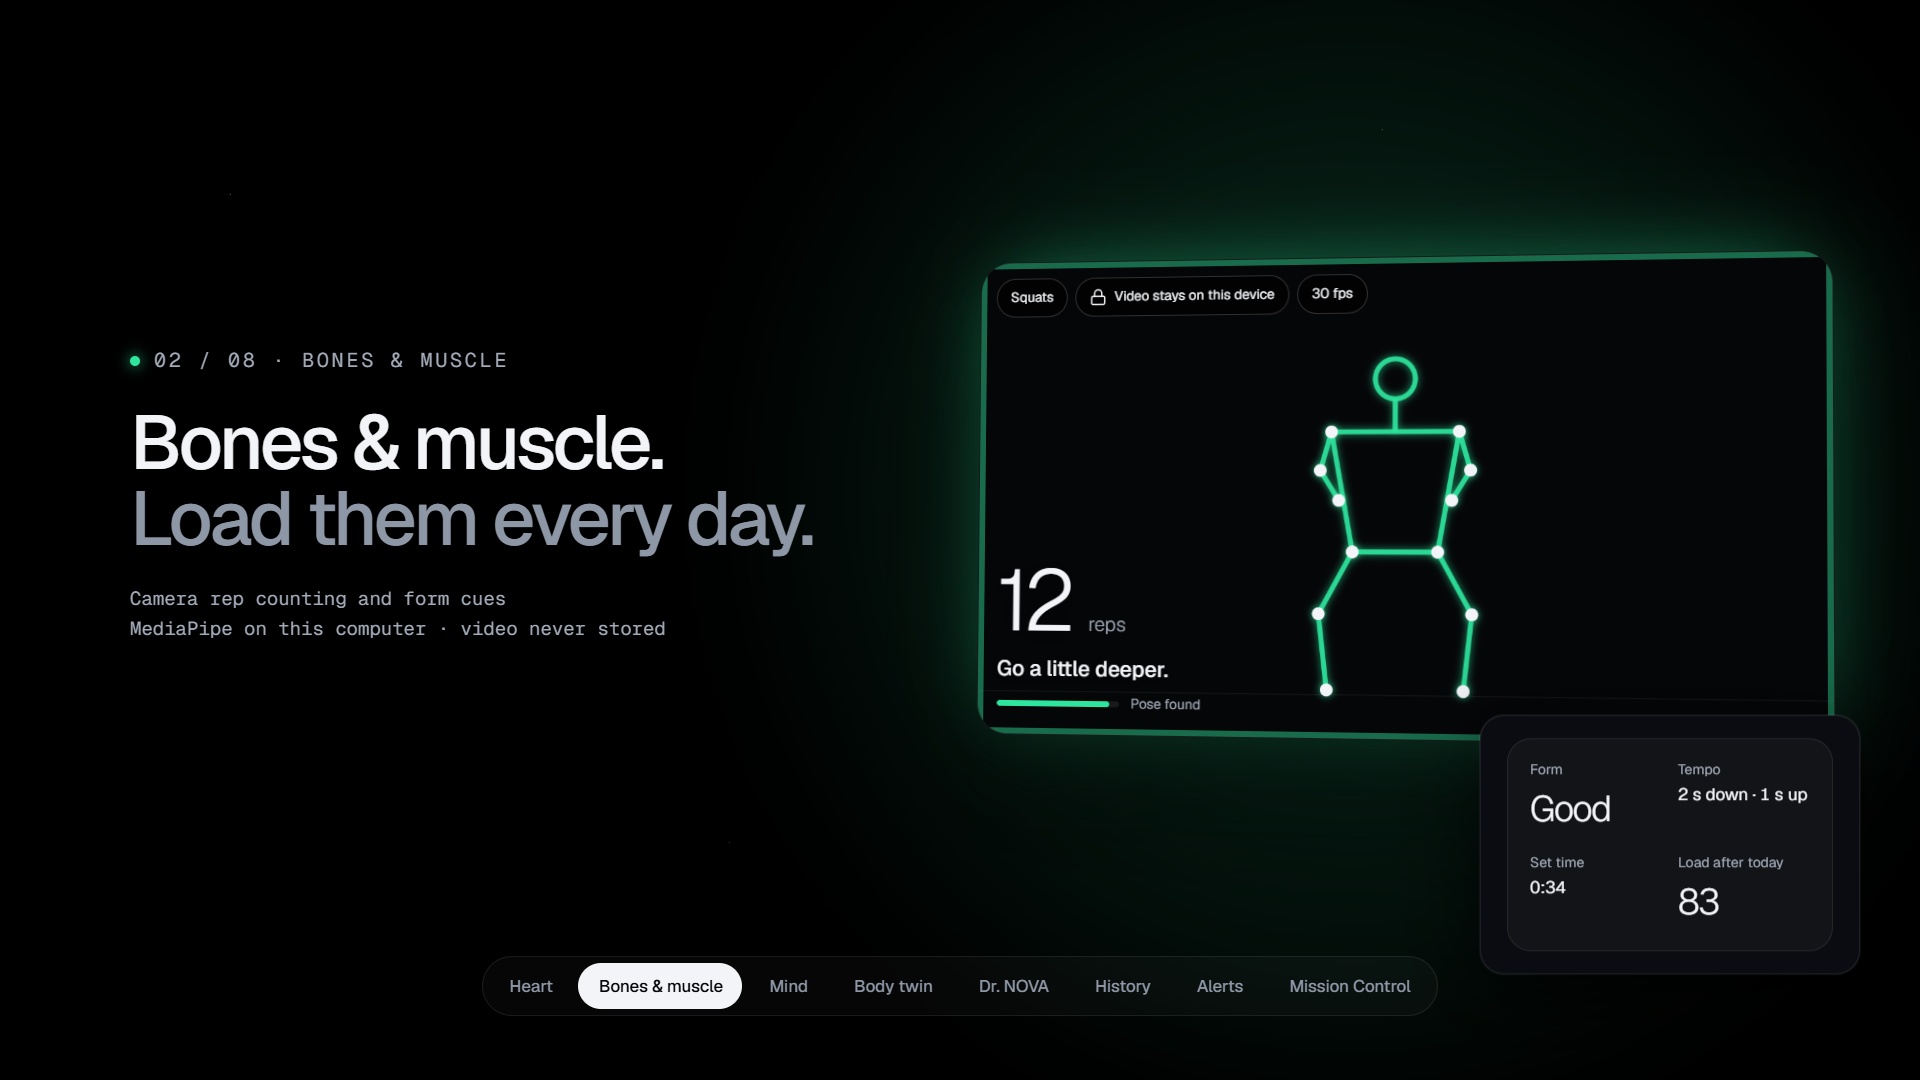 02 / 08 · BONES & MUSCLE
Bones & muscle.
Load them every day.
Camera rep counting and form cues
MediaPipe on this computer · video never stored
Squats
Video stays on this device
30 fps
12 reps
Go a little deeper.
Pose found
Form
Good
Tempo
2 s down · 1 s up
Set time
0:34
Load after today
83
Heart
Bones & muscle
Mind
Body twin
Dr. NOVA
History
Alerts
Mission Control